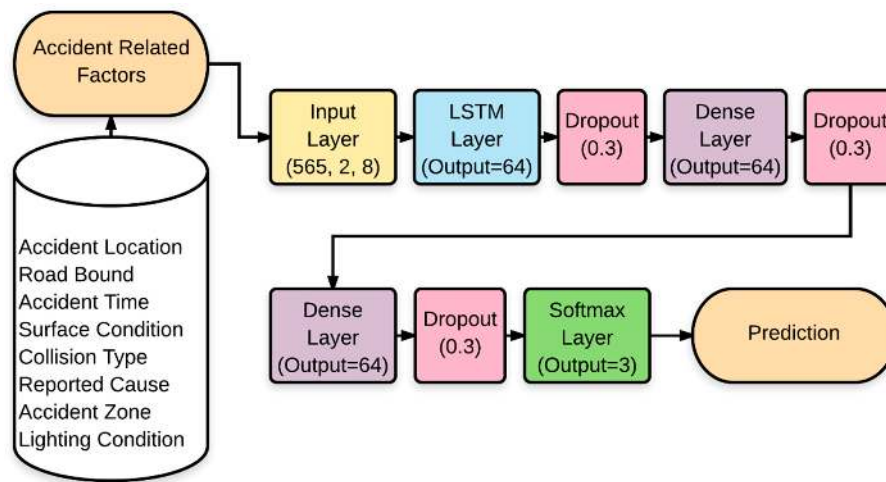 Accident Related
Factors
Accident Location
Road Bound
Accident Time
Surface Condition
Collision Type
Reported Cause
Accident Zone
Lighting Condition
Input
Layer
(565, 2, 8)
LSTM
Layer
(Output=64)
Dropout
(0.3)
Dense
Layer
(Output=64)
Dropout
(0.3)
Dense
Layer
(Output=64)
Dropout
(0.3)
Softmax
Layer
(Output=3)
Prediction